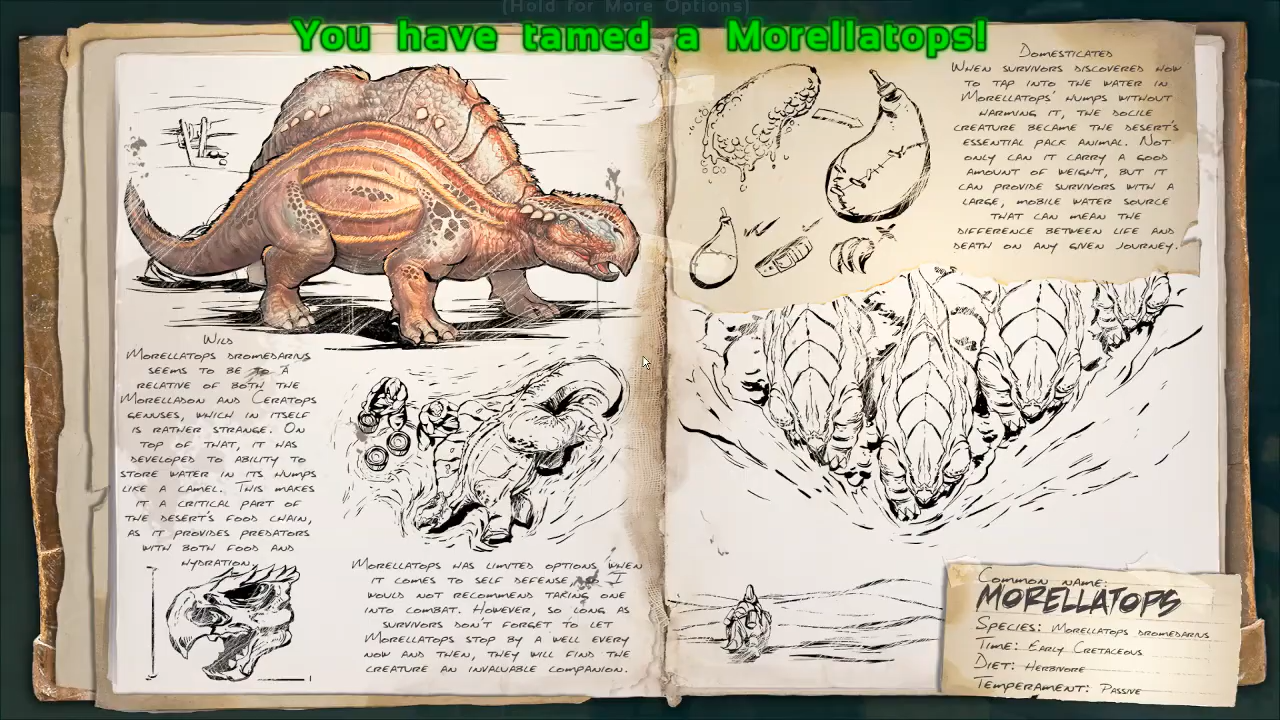 (Hold for More Options)
You have tamed a Morellatops!
Wild
Morellatops dromedarius
seems to be to a
relative of both the
Morelladon and Ceratops
genuses, which in itself
is rather strange. On
top of that, it has
developed to ability to
store water in its humps
like a camel. This makes
it a critical part of
the desert's food chain,
as it provides predators
with both food and
hydration.
Morellatops has limited options when
it comes to self defense, so I
would not recommend taking one
into combat. However, so long as
survivors don't forget to let
Morellatops stop by a well every
now and then, they will find the
creature an invaluable companion.
Domesticated
When survivors discovered how
to tap into the water in
Morellatops' humps without
harming it, the docile
creature became the desert's
essential pack animal. Not
only can it carry a good
amount of weight, but it
can provide survivors with a
large, mobile water source
that can mean the
difference between life and
death on any given journey.
Common name:
Morellatops
Species: Morellatops dromedarius
Time: Early Cretaceous
Diet: Herbivore
Temperament: Passive